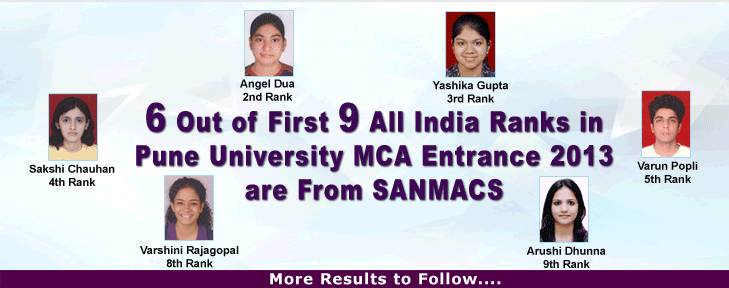 Angel Dua
2nd Rank
Yashika Gupta
3rd Rank
6 Out of First 9 All India Ranks in
Pune University MCA Entrance 2013
are From SANMACS
Sakshi Chauhan
4th Rank
Varun Popli
5th Rank
Varshini Rajagopal
8th Rank
Arushi Dhunna
9th Rank
More Results to Follow....